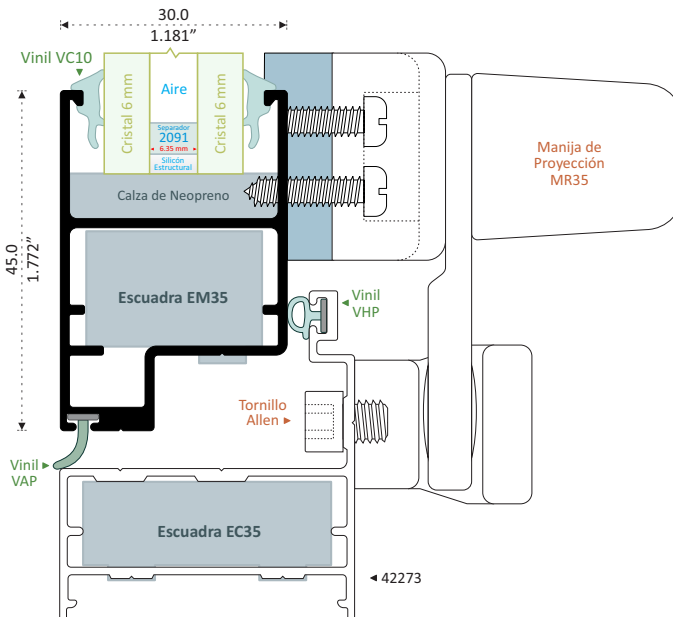 30.0
1.181”
Vinil VC10
Cristal 6 mm
Aire
Cristal 6 mm
Separador
2091
6.35 mm
Silicón
Estructural
Calza de Neopreno
Manija de
Proyección
MR35
45.0
1.772”
Escuadra EM35
Vinil
VHP
Tornillo
Allen
Vinil
VAP
Escuadra EC35
42273